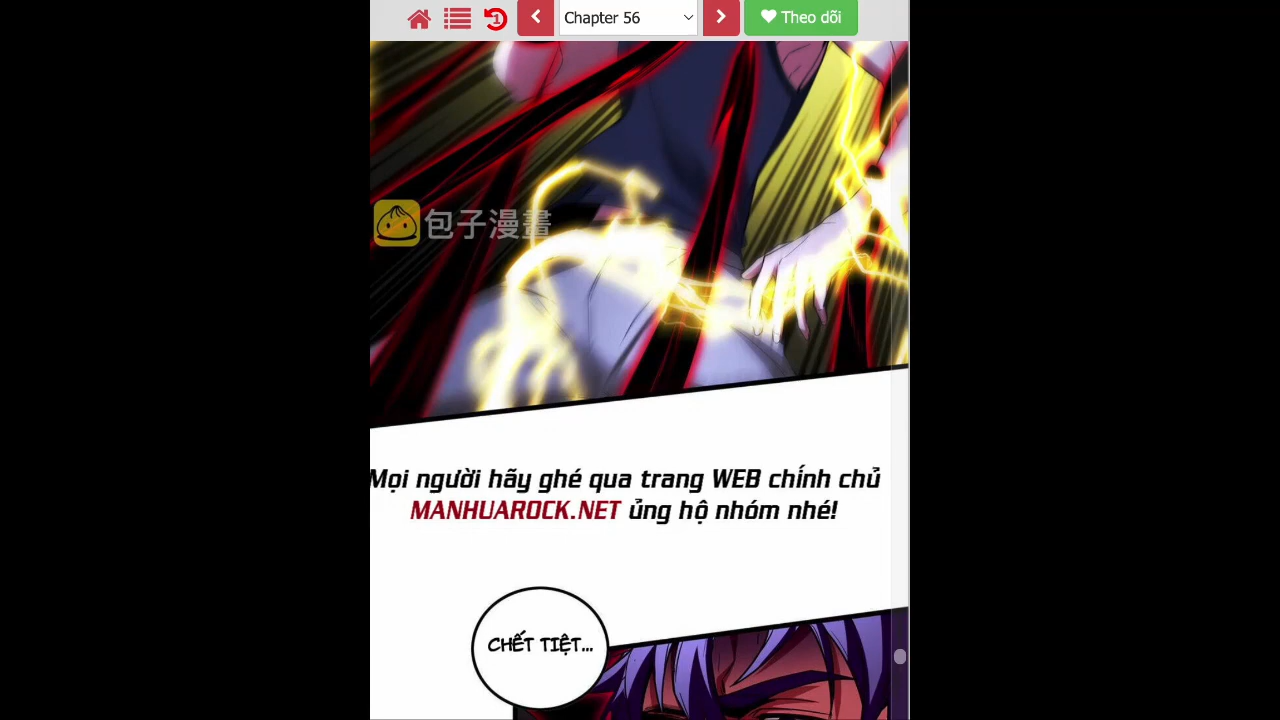 Chapter 56
Theo dõi
包子漫畫
Mọi người hãy ghé qua trang WEB chính chủ
MANHUAROCK.NET ủng hộ nhóm nhé!
CHẾT TIỆT...